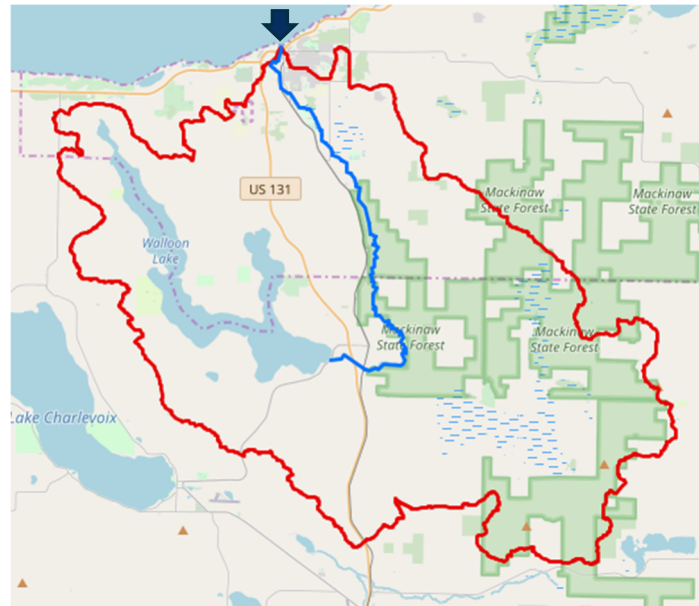 US 131
Mackinaw
State Forest
Mackinaw
State Forest
Walloon
Lake
Mackinaw
State Forest
Mackinaw
State Forest
Lake Charlevoix